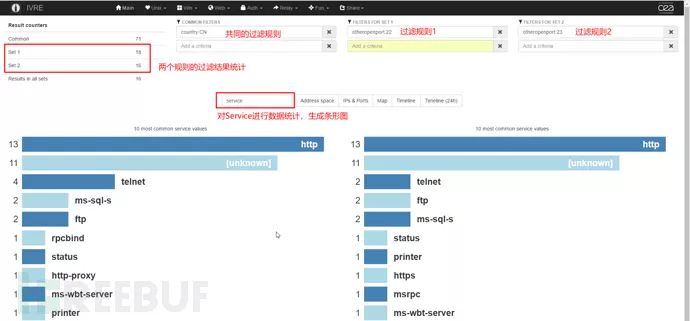 IVRE
Main
Unix
Win
Web
Auth
Relay
Fun
Share
Result counters
Common 71
Set 1 18
Set 2 16
Results in all sets 16
两个规则的过滤结果统计
COMMON FILTERS
country:CN
共同的过滤规则
Add a criteria
FILTERS FOR SET 1
otheropenport:22
过滤规则1
Add a criteria
FILTERS FOR SET 2
otheropenport:23
过滤规则2
Add a criteria
service
Address space
IPs & Ports
Map
Timeline
Timeline (24h)
对Service进行数据统计,生成条形图
10 most common service values
13 http
11 [unknown]
4 telnet
2 ms-sql-s
2 ftp
1 rpcbind
1 status
1 http-proxy
1 ms-wbt-server
1 printer
10 most common service values
13 http
11 [unknown]
2 telnet
2 ftp
2 ms-sql-s
1 status
1 printer
1 https
1 msrpc
1 ms-wbt-server
REEBUF